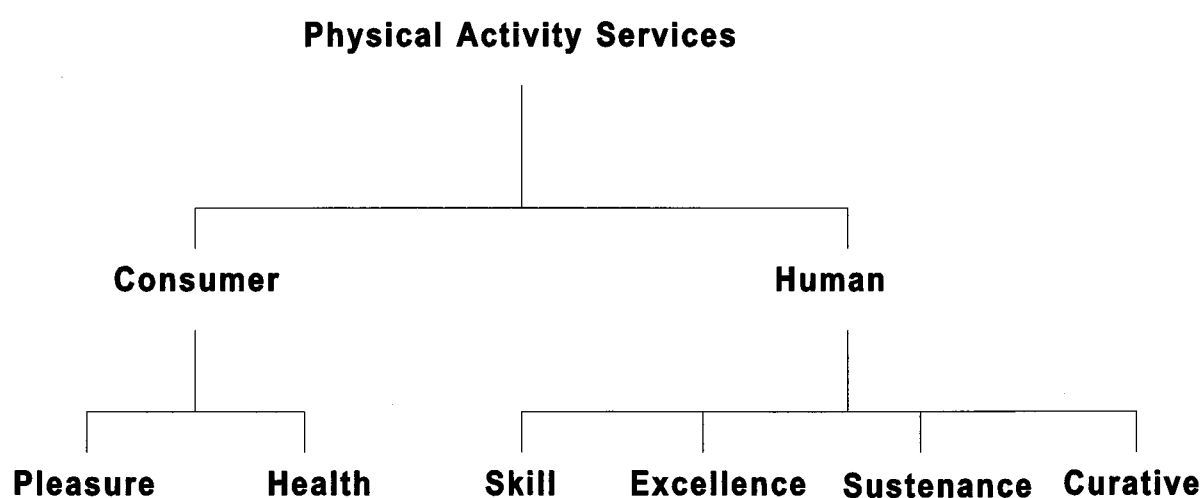 Physical Activity Services
Consumer Human
Pleasure Health Skill Excellence Sustenance Curative